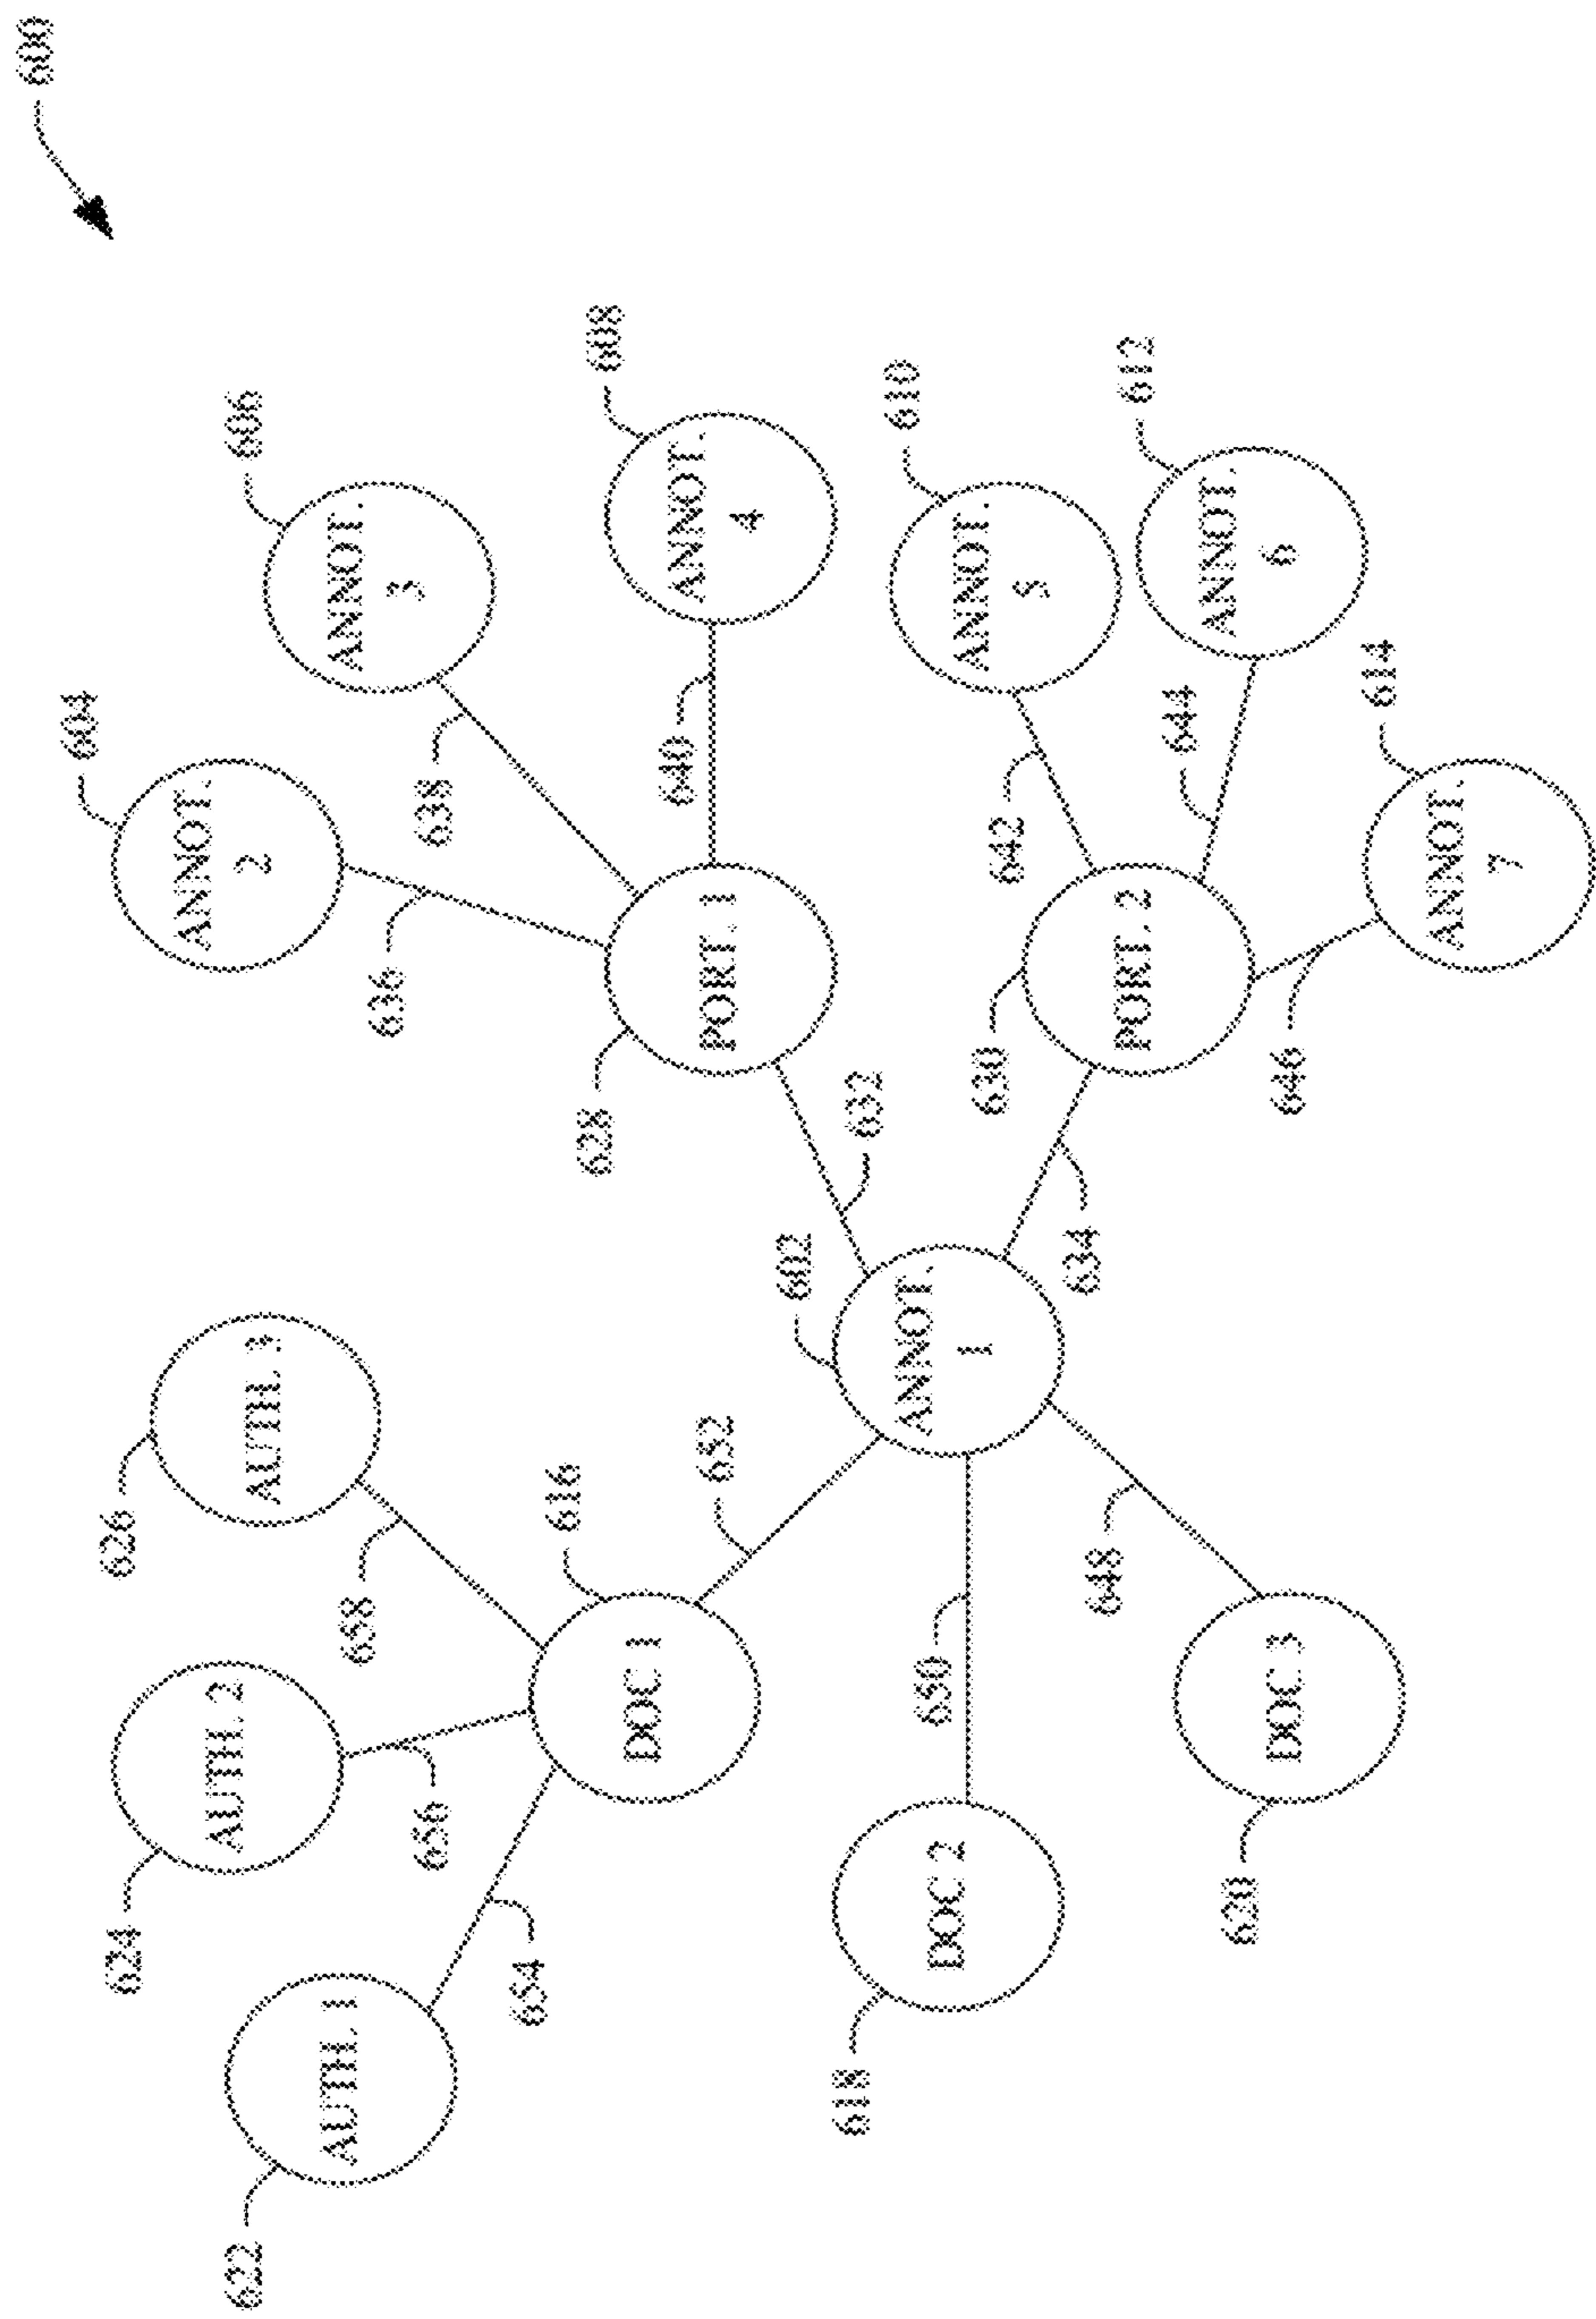 600
606
608
604
ANNOT.
3
ANNOT.
4
610
612
ANNOT.
2
638
640
ANNOT.
5
ANNOT.
6
636
PORT. 1
642
644
614
628
632
630
PORT. 2
ANNOT.
7
646
626
AUTH. 3
602
634
616
652
ANNOT.
1
624
AUTH. 2
658
DOC 1
650
648
656
622
AUTH. 1
654
618
DOC 2
620
DOC 3